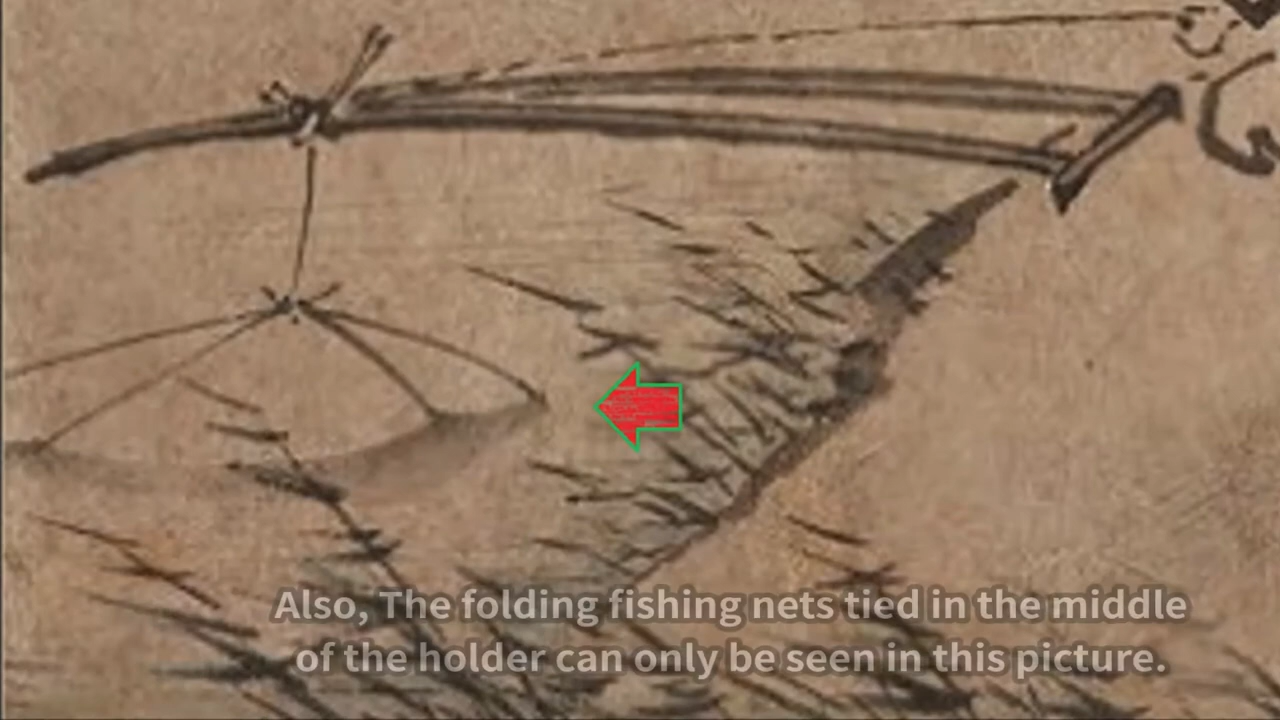 Also, The folding fishing nets tied in the middle
of the holder can only be seen in this picture.